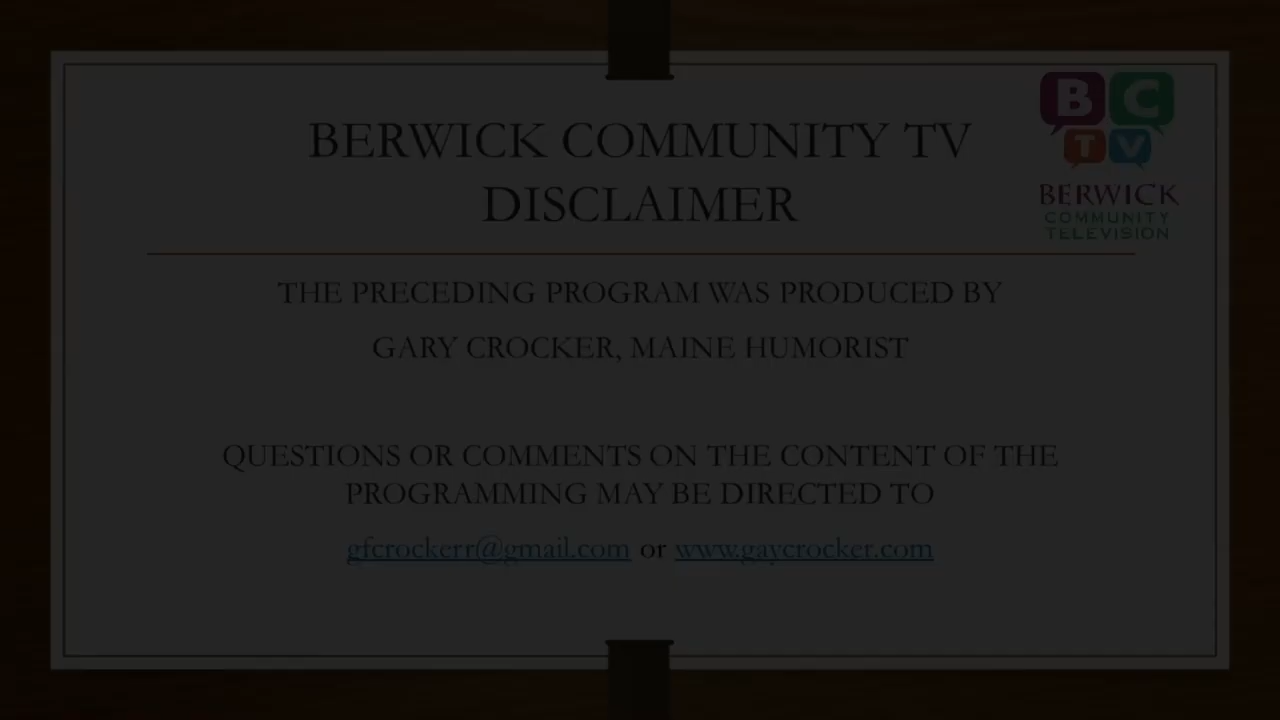 BERWICK COMMUNITY TV
DISCLAIMER
B C
T V
BERWICK
COMMUNITY
TELEVISION
THE PRECEDING PROGRAM WAS PRODUCED BY
GARY CROCKER, MAINE HUMORIST
QUESTIONS OR COMMENTS ON THE CONTENT OF THE
PROGRAMMING MAY BE DIRECTED TO
gfcrockerr@gmail.com or www.gaycrocker.com